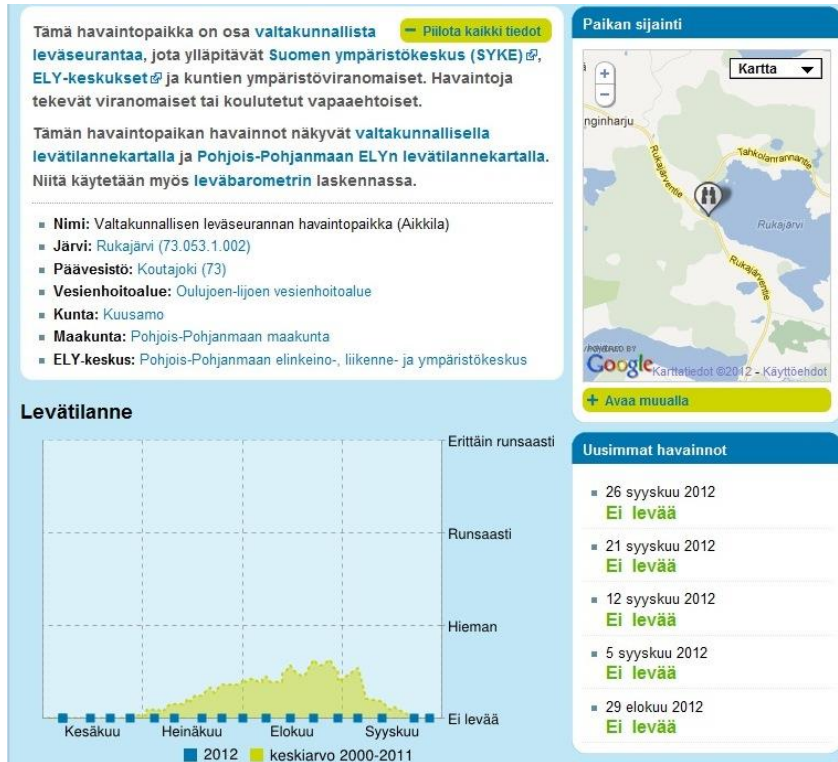 Tämä havaintopaikka on osa valtakunnallista
leväseurantaa, jota ylläpitävät Suomen ympäristökeskus (SYKE),
ELY-keskukset ja kuntien ympäristöviranomaiset. Havaintoja
tekevät viranomaiset tai koulutetut vapaaehtoiset.
Piilota kaikki tiedot
Tämän havaintopaikan havainnot näkyvät valtakunnallisella
levätilannekartalla ja Pohjois-Pohjanmaan ELYn levätilannekartalla.
Niitä käytetään myös leväbarometrin laskennassa.
Nimi: Valtakunnallisen leväseurannan havaintopaikka (Aikkila)
Järvi: Rukajärvi (73.053.1.002)
Päävesistö: Koutajoki (73)
Vesienhoitoalue: Oulujoen-Iijoen vesienhoitoalue
Kunta: Kuusamo
Maakunta: Pohjois-Pohjanmaan maakunta
ELY-keskus: Pohjois-Pohjanmaan elinkeino-, liikenne- ja ympäristökeskus
Levätilanne
Erittäin runsaasti
Runsaasti
Hieman
Ei levää
Kesäkuu Heinäkuu Elokuu Syyskuu
2012 keskiarvo 2000-2011
Paikan sijainti
+
−
Kartta
nginharju
Rukajärventie
Tahkolanrannantie
Rukajärvi
Rukajärventie
POWERED BY
Google
Karttatiedot ©2012 - Käyttöehdot
+ Avaa muualla
Uusimmat havainnot
26 syyskuu 2012
Ei levää
21 syyskuu 2012
Ei levää
12 syyskuu 2012
Ei levää
5 syyskuu 2012
Ei levää
29 elokuu 2012
Ei levää